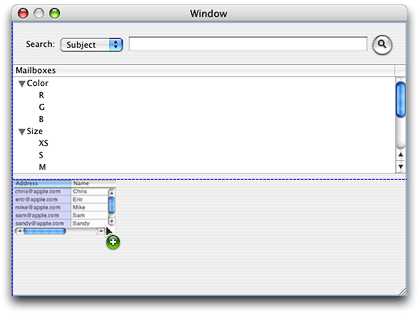 Window
Search: Subject
Mailboxes
Color
R
G
B
Size
XS
S
M
Address Name
chris@apple.com Chris
eric@apple.com Eric
mike@apple.com Mike
sam@apple.com Sam
sandy@apple.com Sandy